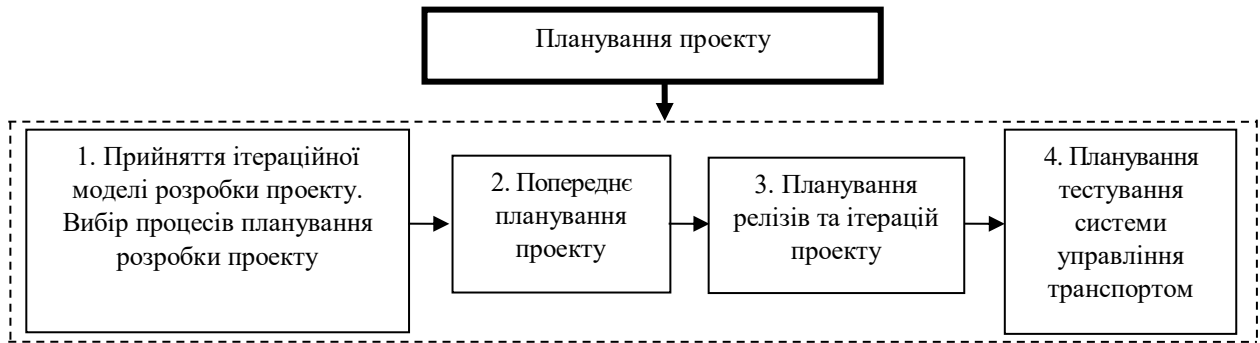 Планування проекту
1. Прийняття ітераційної
моделі розробки проекту.
Вибір процесів планування
розробки проекту
2. Попереднє
планування
проекту
3. Планування
релізів та ітерацій
проекту
4. Планування
тестування
системи
управління
транспортом